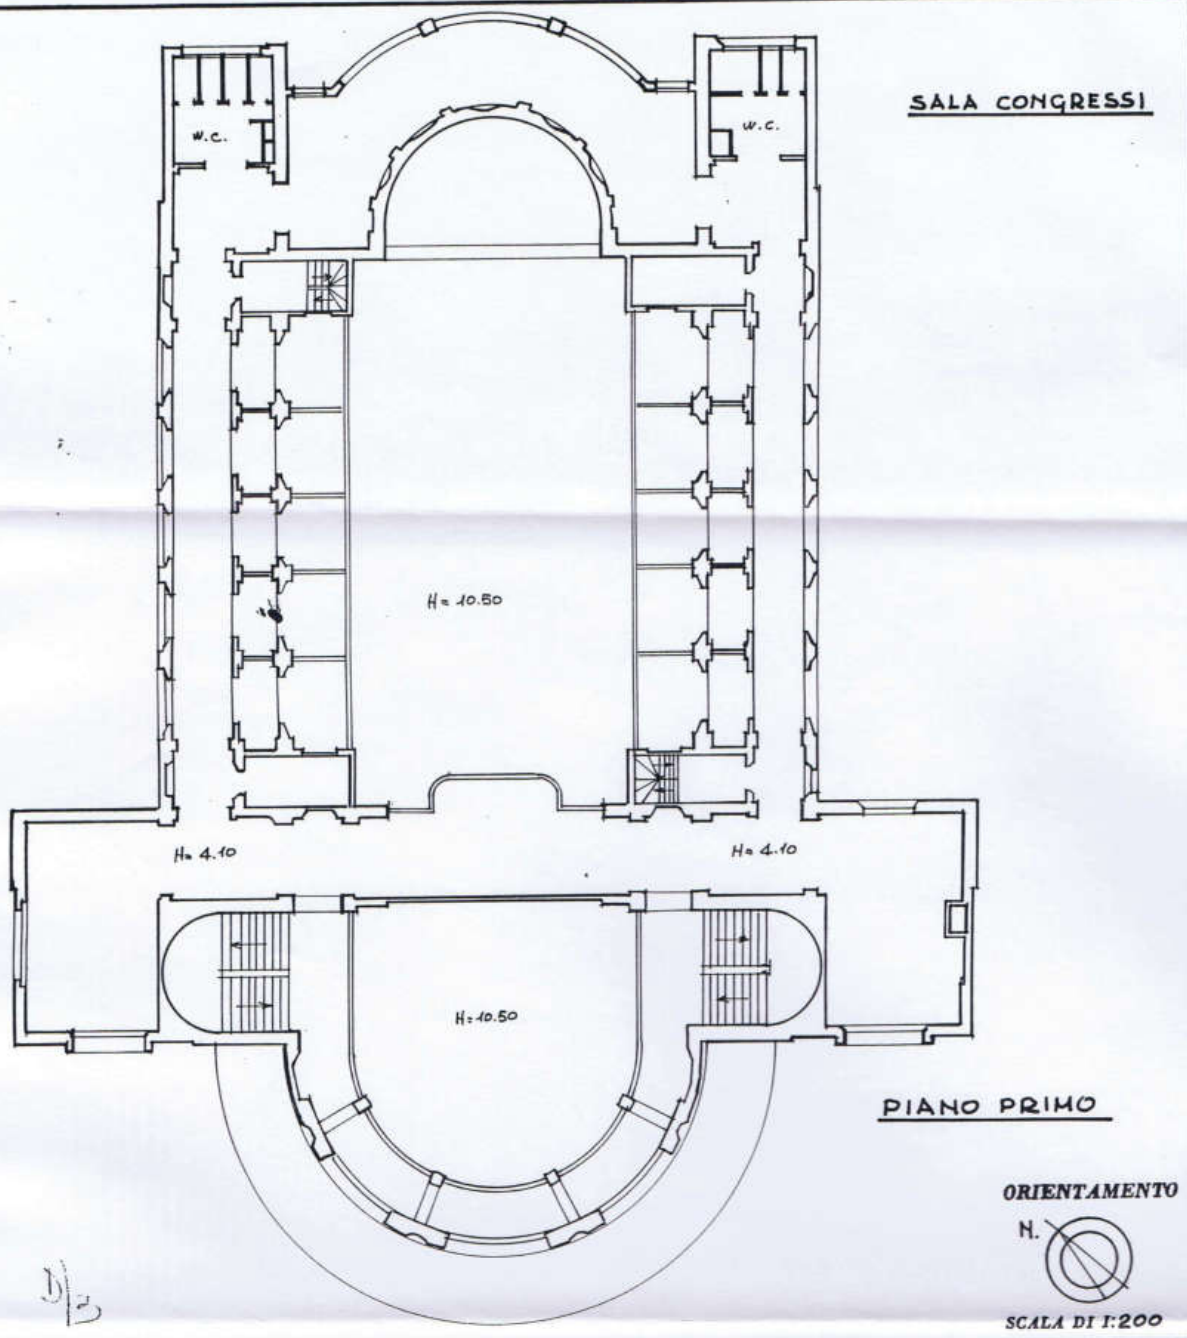 SALA CONGRESSI
W.C.
W.C.
H= 10.50
H= 4.10
H= 4.10
H= 10.50
PIANO PRIMO
ORIENTAMENTO
N.
SCALA DI 1:200